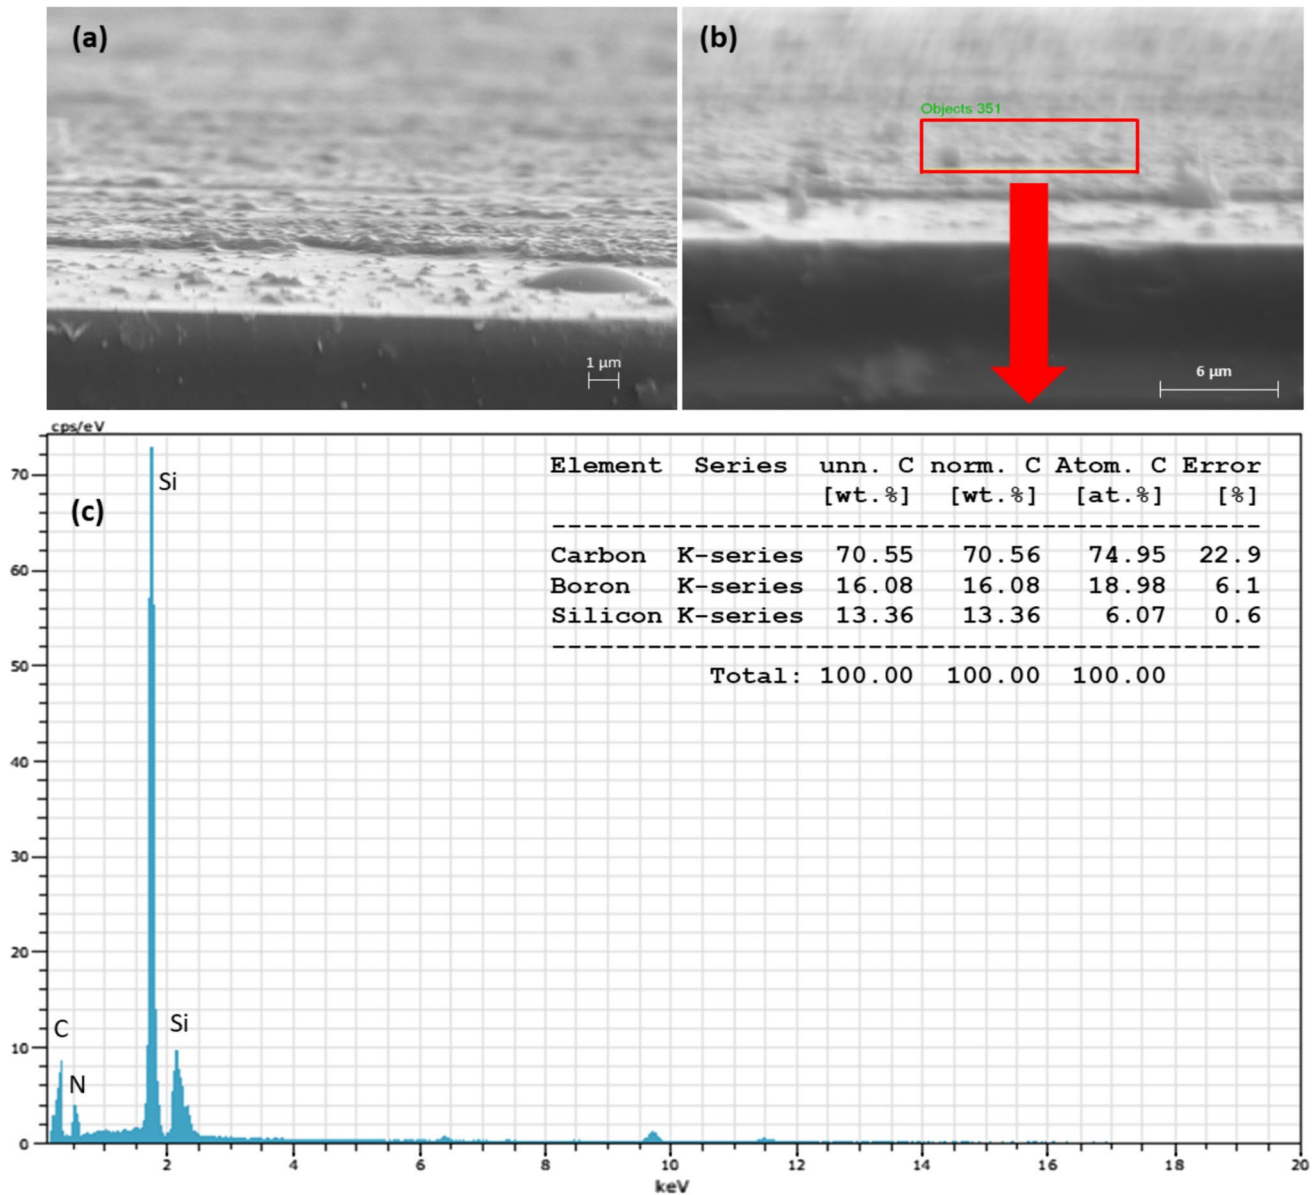 (a)
1 µm
(b)
Objects 351
6 µm
cps/eV
(c)
Element Series unn. C norm. C Atom. C Error
[wt.%] [wt.%] [at.%] [%]
Carbon K-series 70.55 70.56 74.95 22.9
Boron K-series 16.08 16.08 18.98 6.1
Silicon K-series 13.36 13.36 6.07 0.6
Total: 100.00 100.00 100.00
Si
C
N
Si
70
60
50
40
30
20
10
0
2 4 6 8 10 12 14 16 18 20
keV